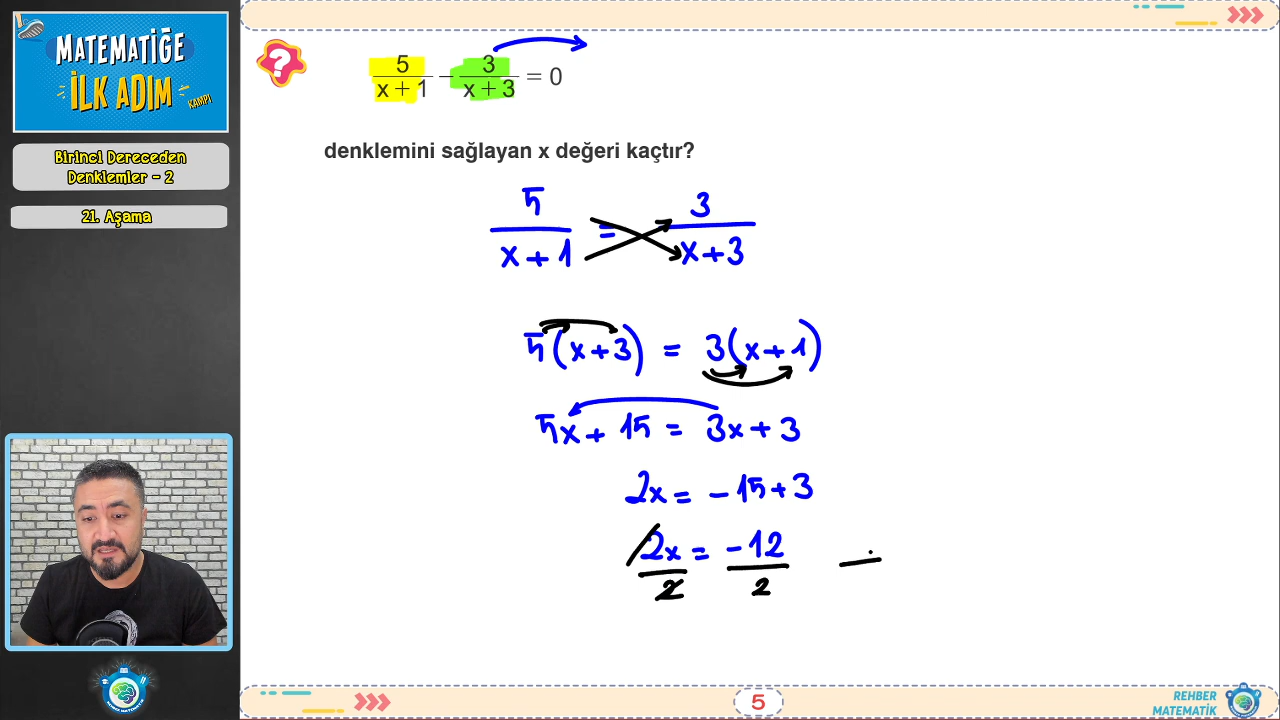 MATEMATİĞE
İLK ADIM
KAMPI
Birinci Dereceden
Denklemler - 2
21. Aşama
?
5/(x + 1) − 3/(x + 3) = 0
denklemini sağlayan x değeri kaçtır?
5/(x+1) = 3/(x+3)
5(x+3) = 3(x+1)
5x+15 = 3x+3
2x = -15+3
2x/2 = -12/2
5
REHBER
MATEMATİK
REHBER MATEMATİK